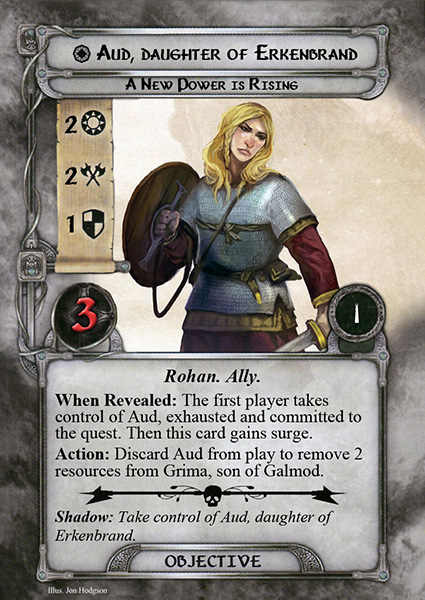 Aud, daughter of Erkenbrand
A New Power is Rising
2
2
1
3
1
Rohan. Ally.
When Revealed: The first player takes
control of Aud, exhausted and committed to
the quest. Then this card gains surge.
Action: Discard Aud from play to remove 2
resources from Grima, son of Galmod.
Shadow: Take control of Aud, daughter of
Erkenbrand.
OBJECTIVE
Illus. Jon Hodgson